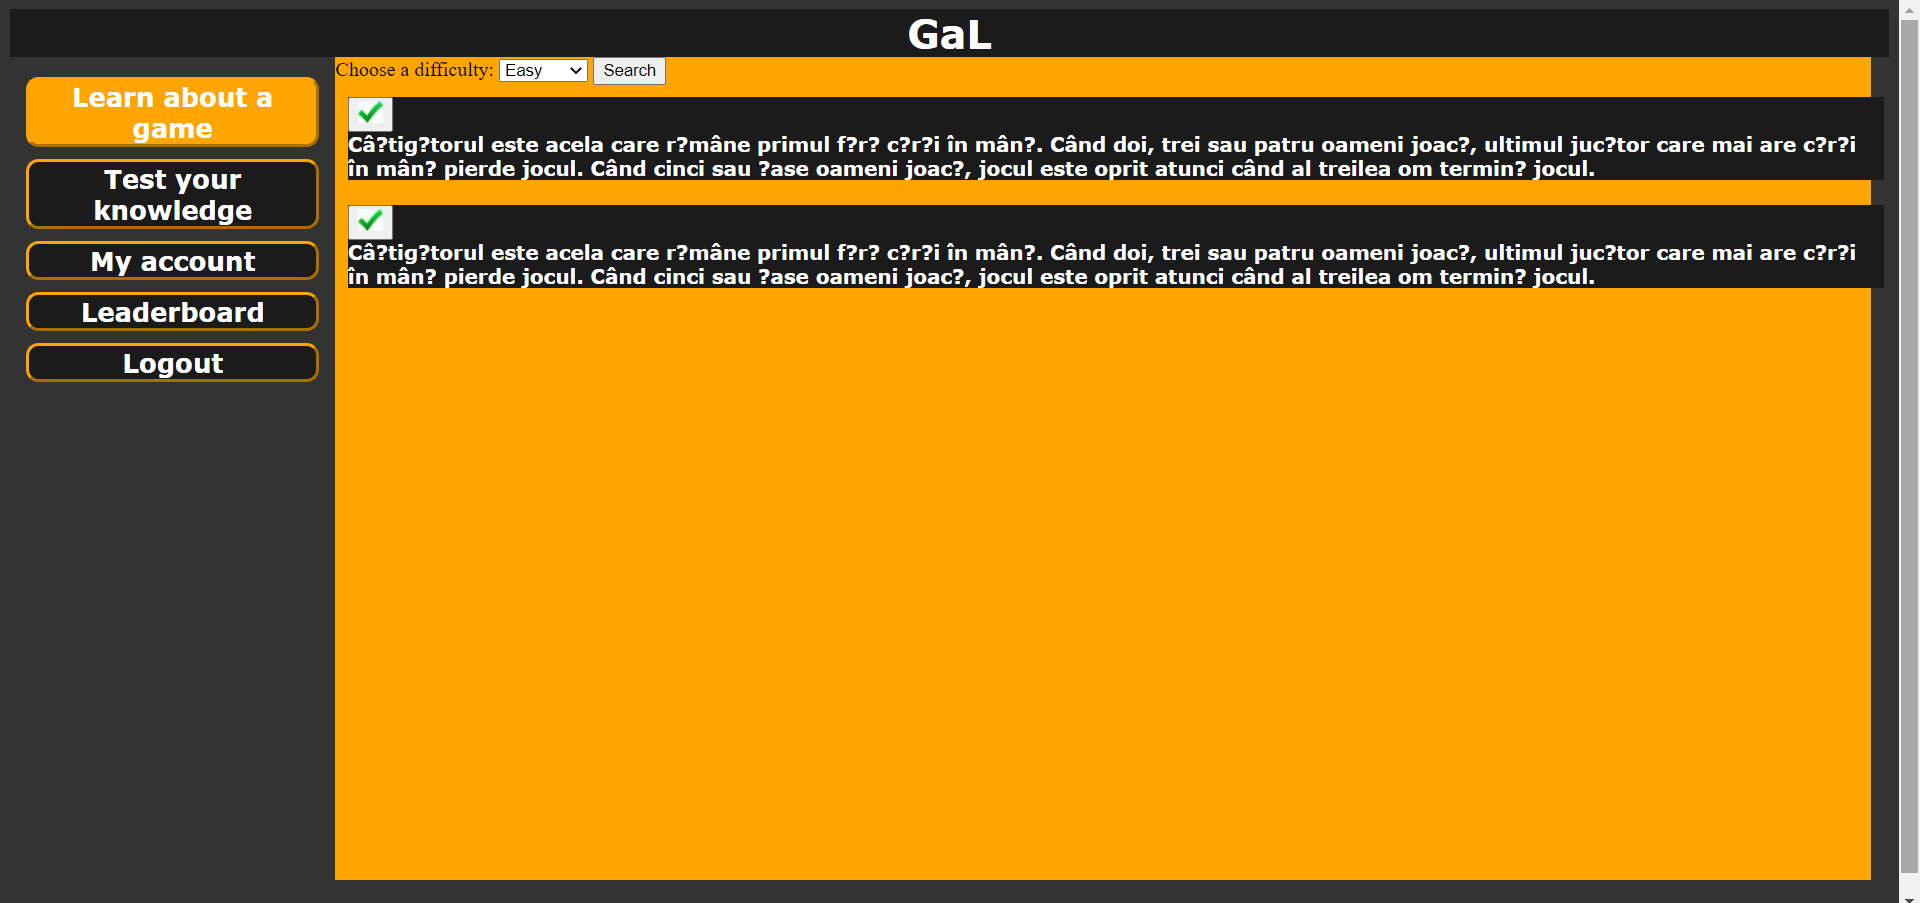 GaL
Learn about a
game
Test your
knowledge
My account
Leaderboard
Logout
Choose a difficulty: Easy Search
Câ?tig?torul este acela care r?mâne primul f?r? c?r?i în mân?. Când doi, trei sau patru oameni joac?, ultimul juc?tor care mai are c?r?i
în mân? pierde jocul. Când cinci sau ?ase oameni joac?, jocul este oprit atunci când al treilea om termin? jocul.
Câ?tig?torul este acela care r?mâne primul f?r? c?r?i în mân?. Când doi, trei sau patru oameni joac?, ultimul juc?tor care mai are c?r?i
în mân? pierde jocul. Când cinci sau ?ase oameni joac?, jocul este oprit atunci când al treilea om termin? jocul.